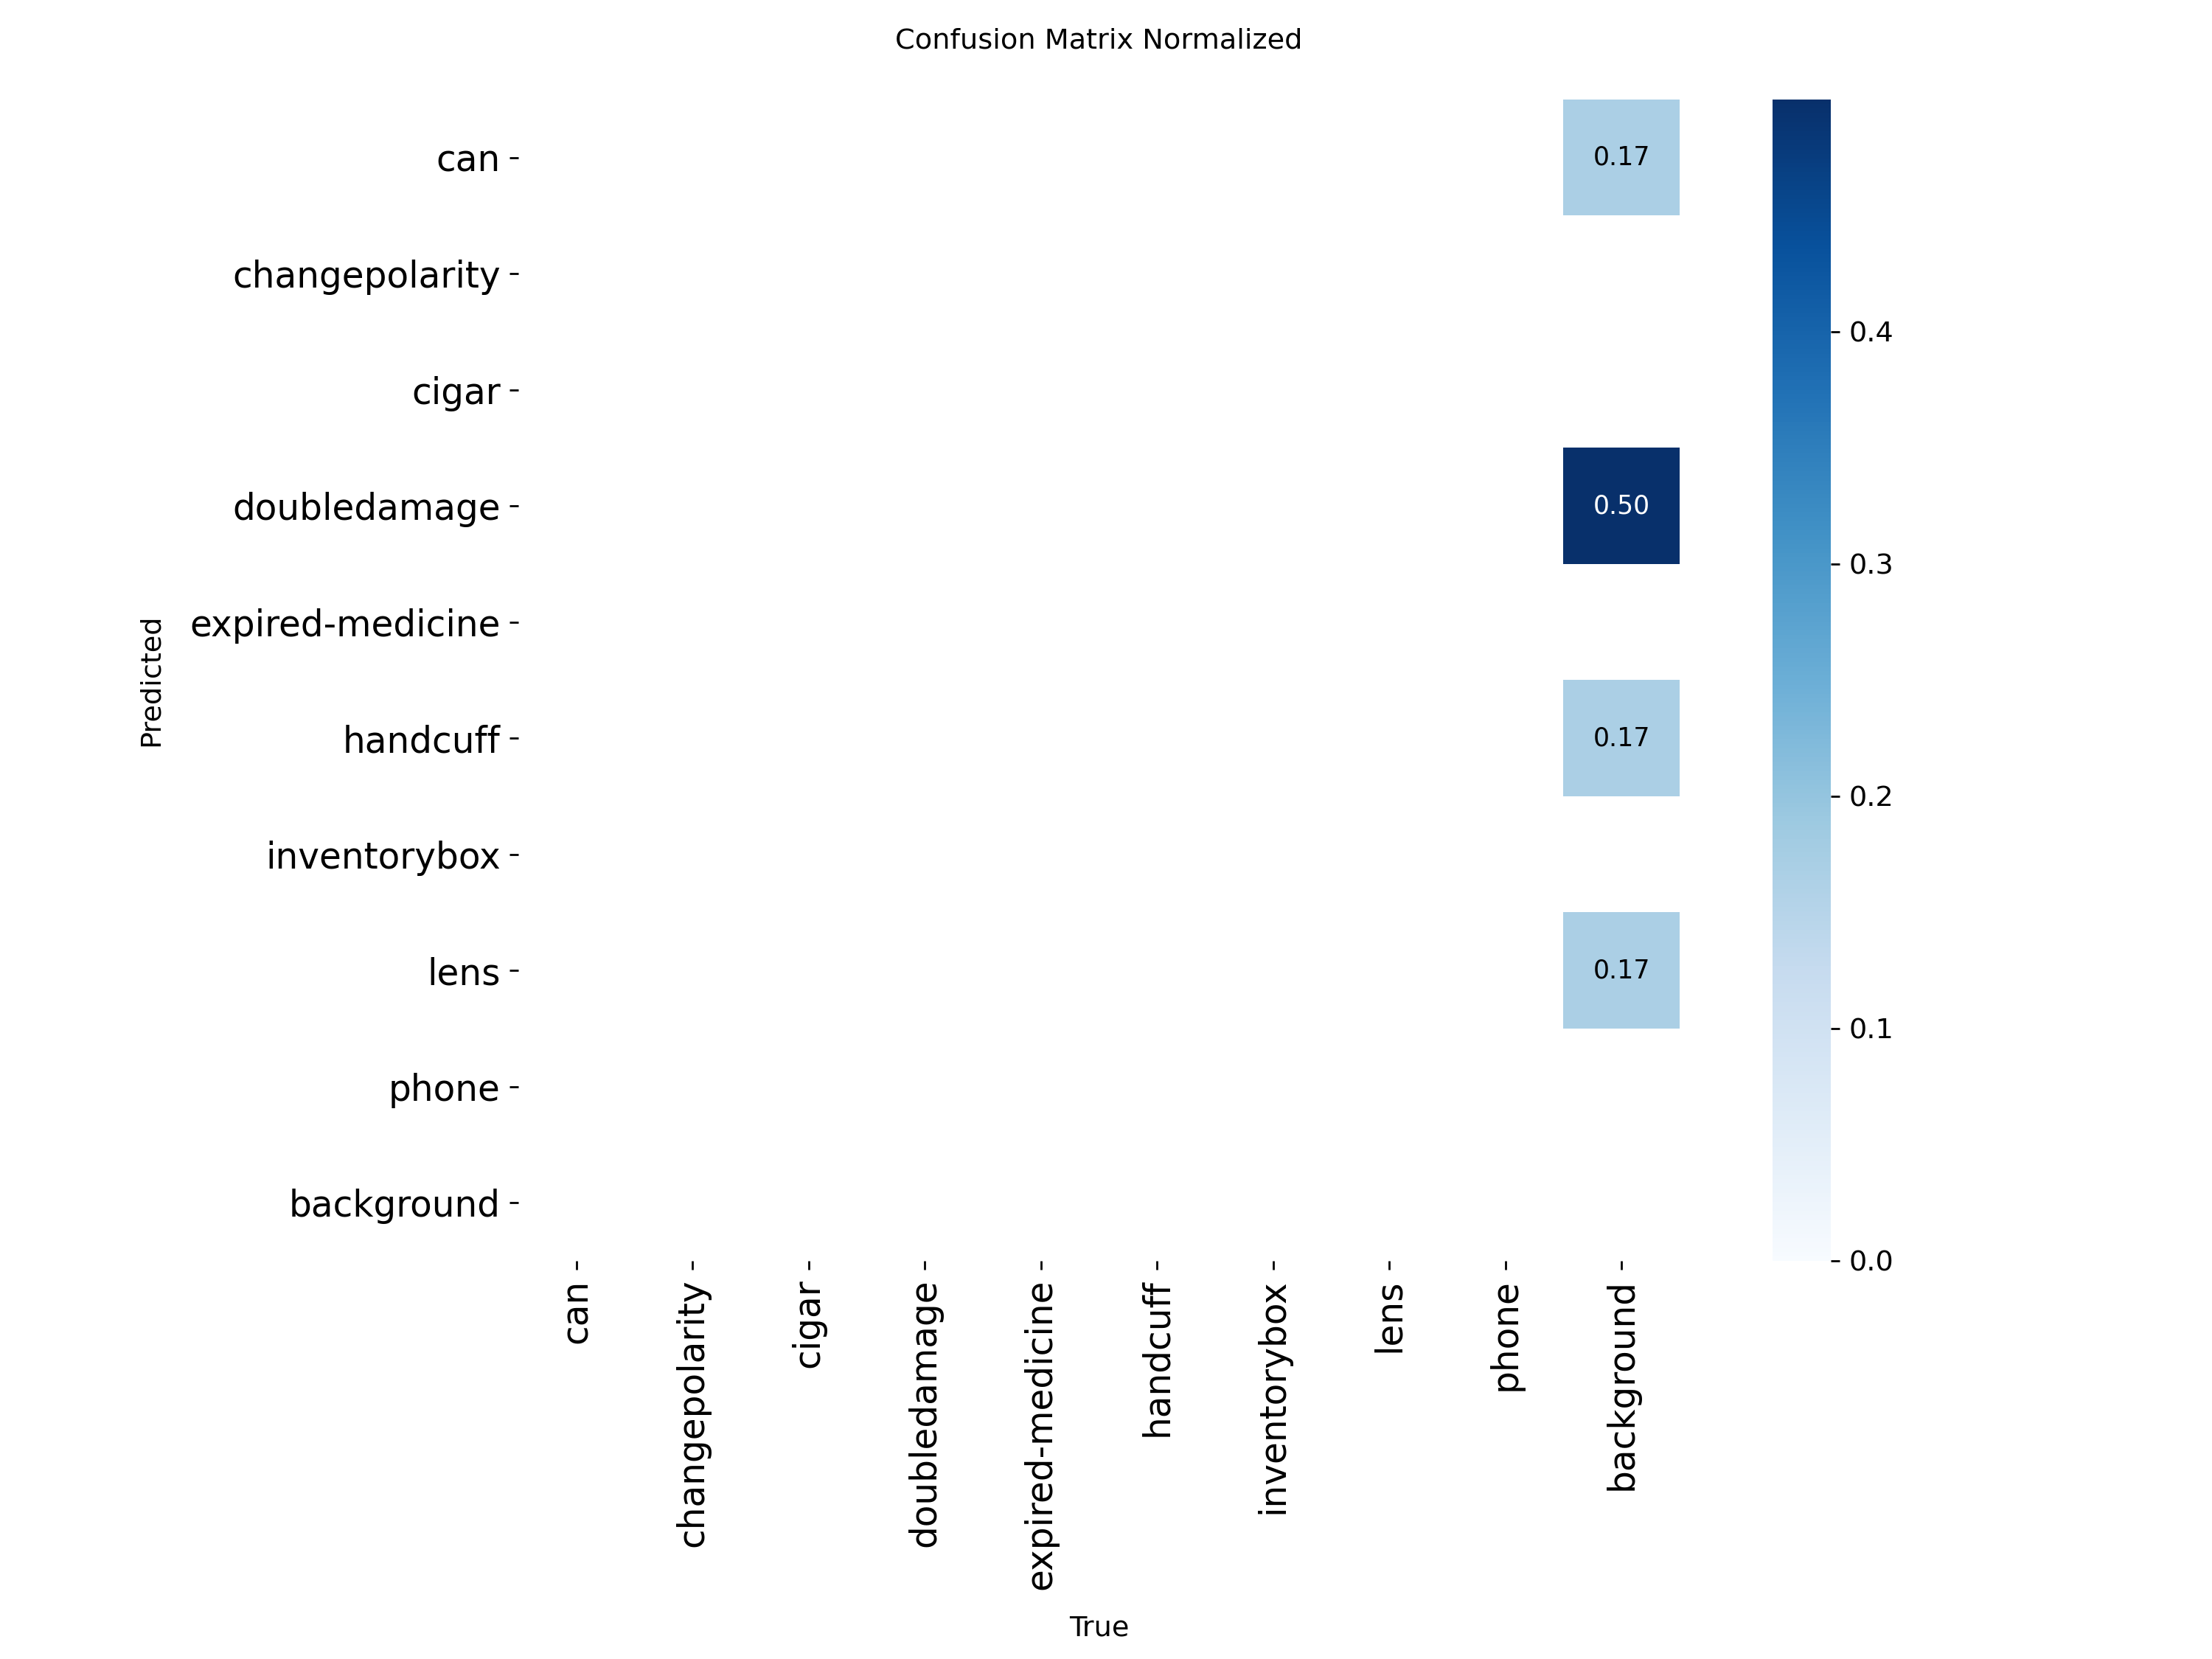 Confusion Matrix Normalized
can
0.17
changepolarity
0.4
cigar
doubledamage
0.50
0.3
expired-medicine
Predicted
handcuff
0.17
0.2
inventorybox
lens
0.17
0.1
phone
background
0.0
can
changepolarity
cigar
doubledamage
expired-medicine
handcuff
inventorybox
lens
phone
background
True